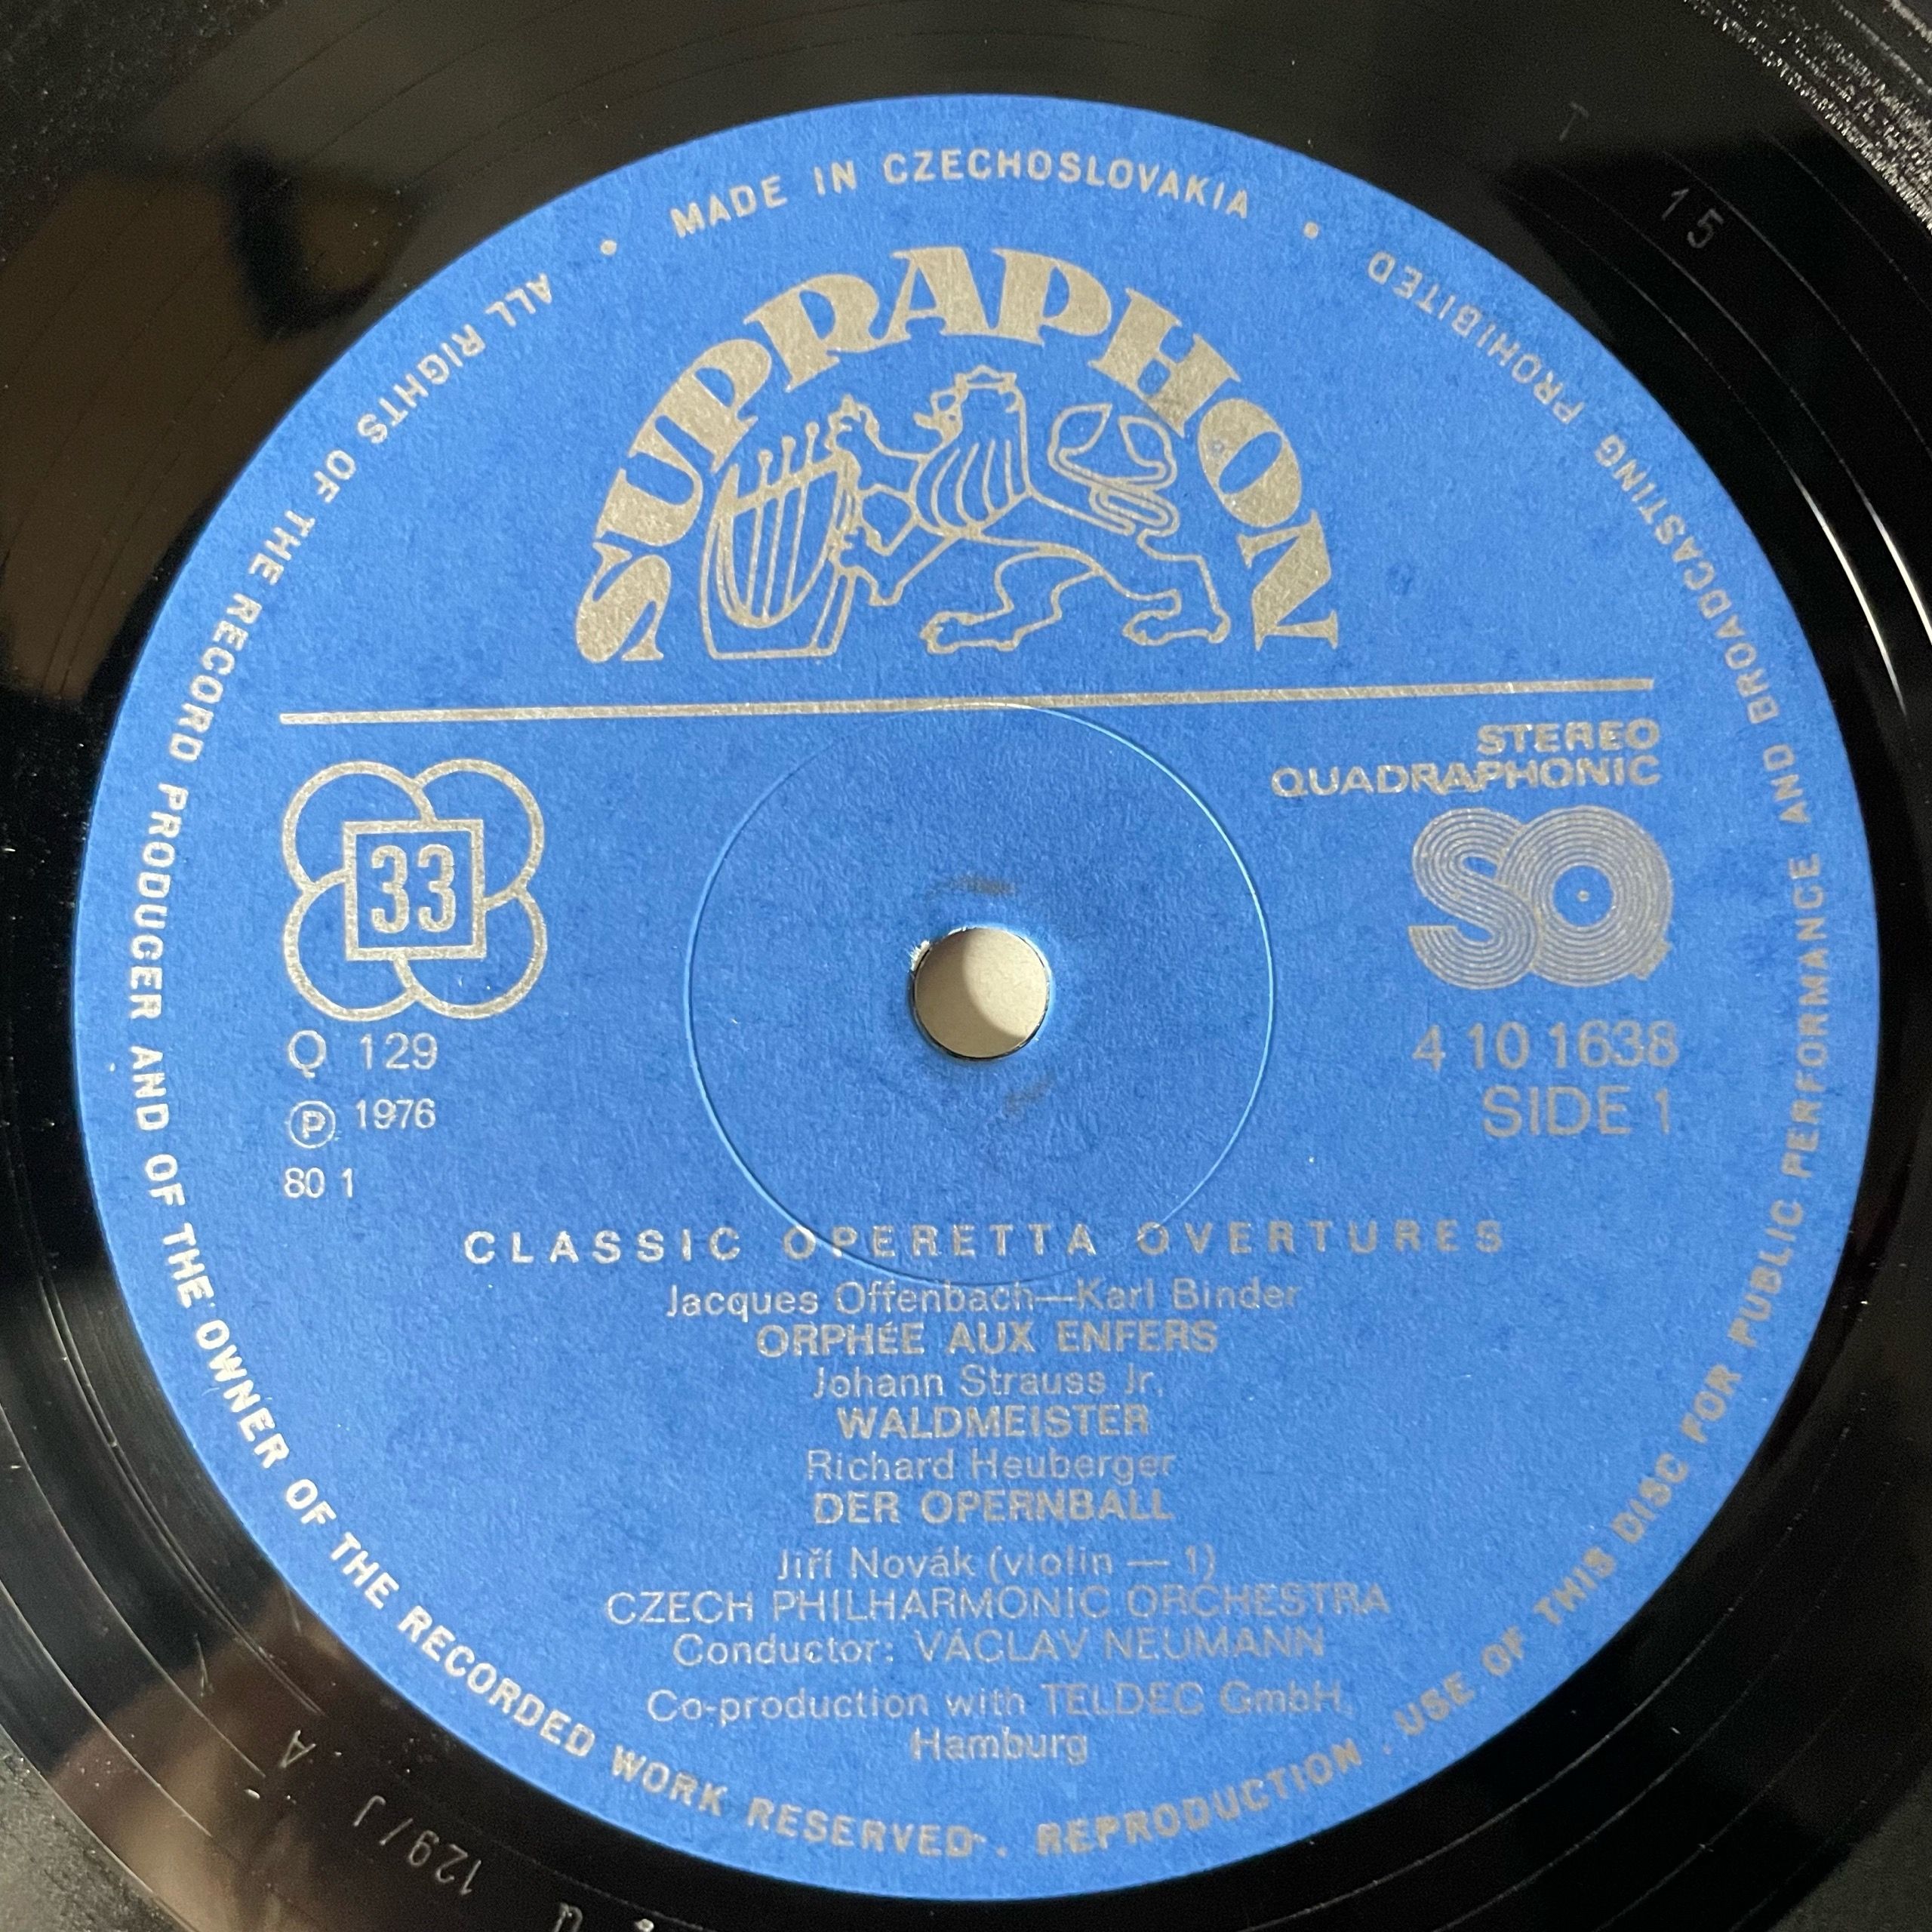 ALL RIGHTS OF THE RECORD PRODUCER AND OF THE OWNER OF THE RECORDED WORK RESERVED . REPRODUCTION . USE OF THIS DISC FOR PUBLIC PERFORMANCE AND BROADCASTING PROHIBITED
• MADE IN CZECHOSLOVAKIA •
SUPRAPHON
STEREO
QUADRAPHONIC
SQ
33
Q 129
Ⓟ 1976
80 1
4 10 1638
SIDE 1
CLASSIC OPERETTA OVERTURES
Jacques Offenbach—Karl Binder
ORPHÉE AUX ENFERS
Johann Strauss Jr.
WALDMEISTER
Richard Heuberger
DER OPERNBALL
Jiří Novák (violin — 1)
CZECH PHILHARMONIC ORCHESTRA
Conductor: VÁCLAV NEUMANN
Co-production with TELDEC GmbH,
Hamburg
15
129/J A